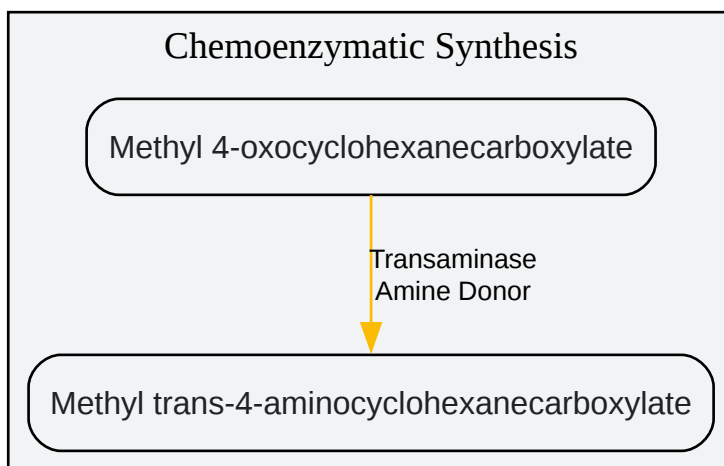 Chemoenzymatic Synthesis
Methyl 4-oxocyclohexanecarboxylate
Transaminase
Amine Donor
Methyl trans-4-aminocyclohexanecarboxylate